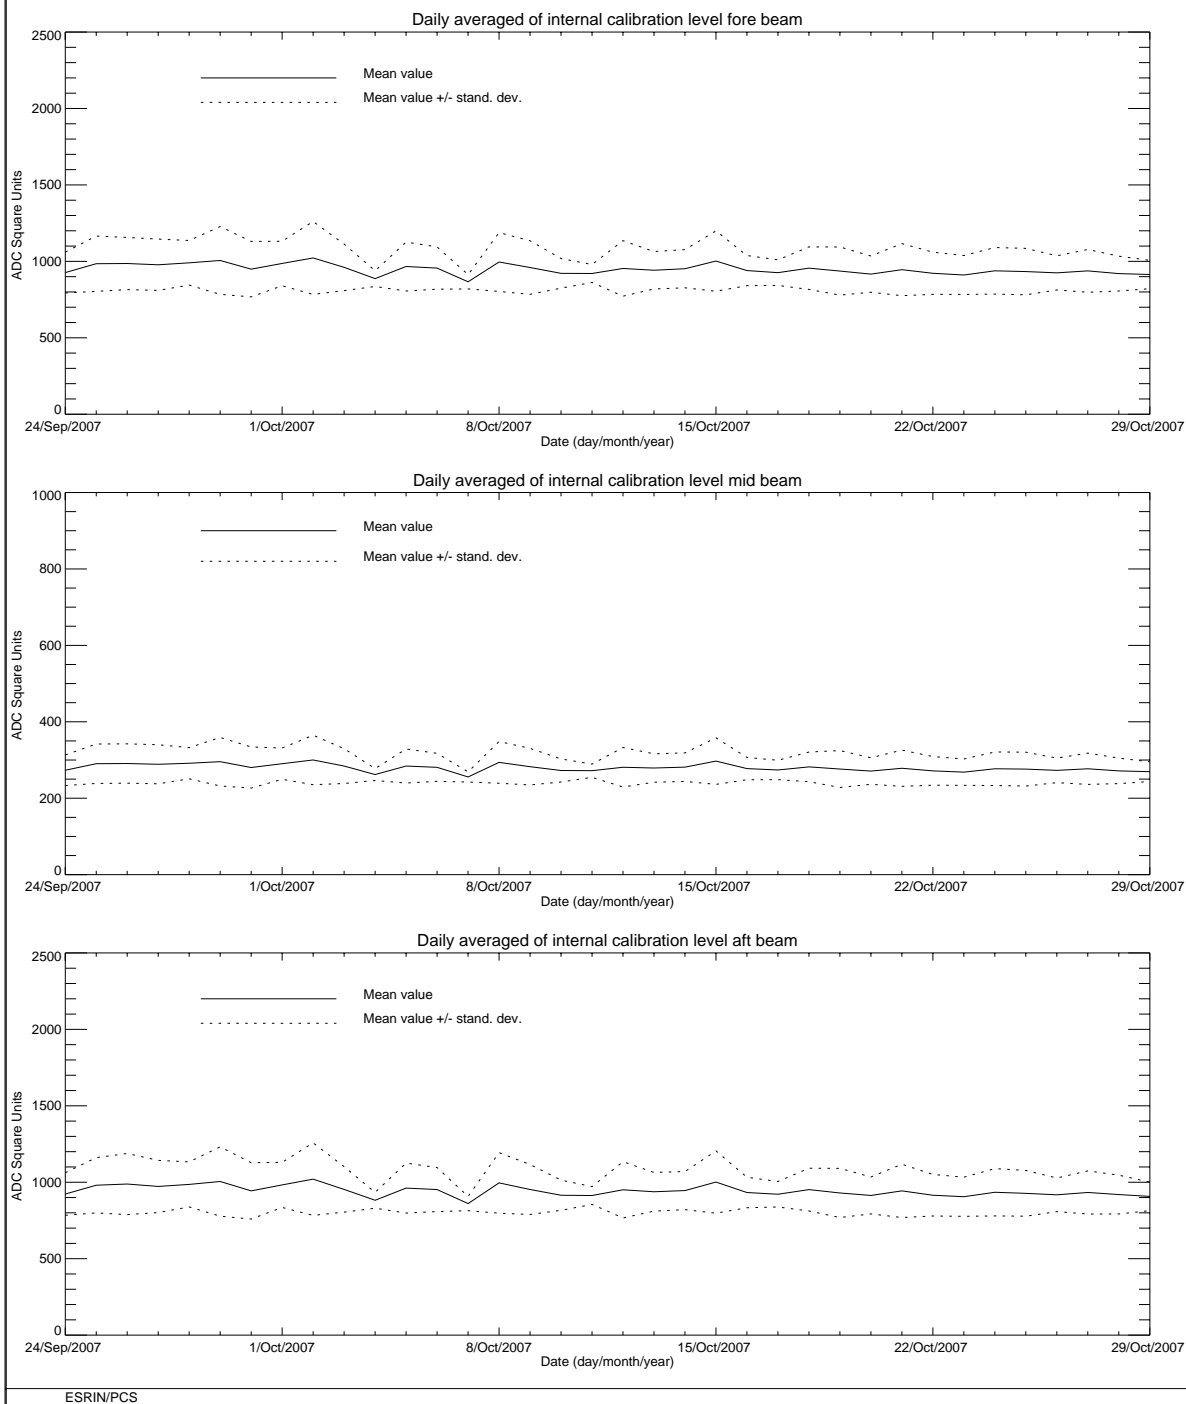 Daily averaged of internal calibration level fore beam
2500
2000
1500
1000
500
0
ADC Square Units
Mean value
Mean value +/- stand. dev.
24/Sep/2007 1/Oct/2007 8/Oct/2007 15/Oct/2007 22/Oct/2007 29/Oct/2007
Date (day/month/year)
Daily averaged of internal calibration level mid beam
1000
800
600
400
200
0
ADC Square Units
Mean value
Mean value +/- stand. dev.
24/Sep/2007 1/Oct/2007 8/Oct/2007 15/Oct/2007 22/Oct/2007 29/Oct/2007
Date (day/month/year)
Daily averaged of internal calibration level aft beam
2500
2000
1500
1000
500
0
ADC Square Units
Mean value
Mean value +/- stand. dev.
24/Sep/2007 1/Oct/2007 8/Oct/2007 15/Oct/2007 22/Oct/2007 29/Oct/2007
Date (day/month/year)
ESRIN/PCS